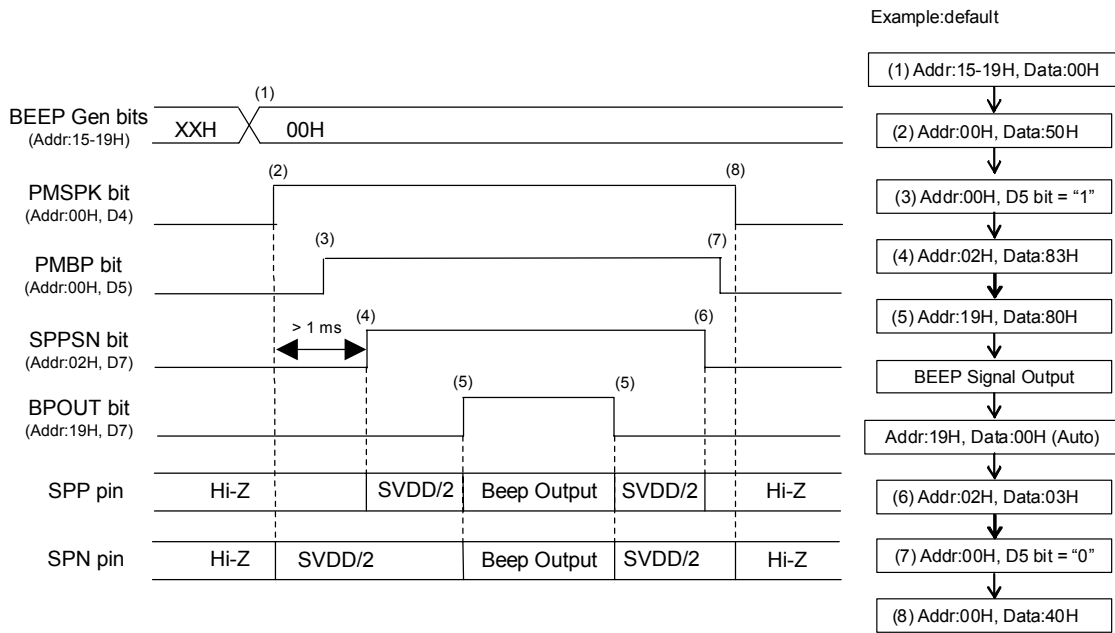 Example:default
(1) Addr:15-19H, Data:00H
(2) Addr:00H, Data:50H
(3) Addr:00H, D5 bit = “1”
(4) Addr:02H, Data:83H
(5) Addr:19H, Data:80H
BEEP Signal Output
Addr:19H, Data:00H (Auto)
(6) Addr:02H, Data:03H
(7) Addr:00H, D5 bit = “0”
(8) Addr:00H, Data:40H
(1)
BEEP Gen bits
(Addr:15-19H)
XXH 00H
(2) (8)
PMSPK bit
(Addr:00H, D4)
(3) (7)
PMBP bit
(Addr:00H, D5)
> 1 ms (4) (6)
SPPSN bit
(Addr:02H, D7)
(5) (5)
BPOUT bit
(Addr:19H, D7)
SPP pin Hi-Z SVDD/2 Beep Output SVDD/2 Hi-Z
SPN pin Hi-Z SVDD/2 Beep Output SVDD/2 Hi-Z